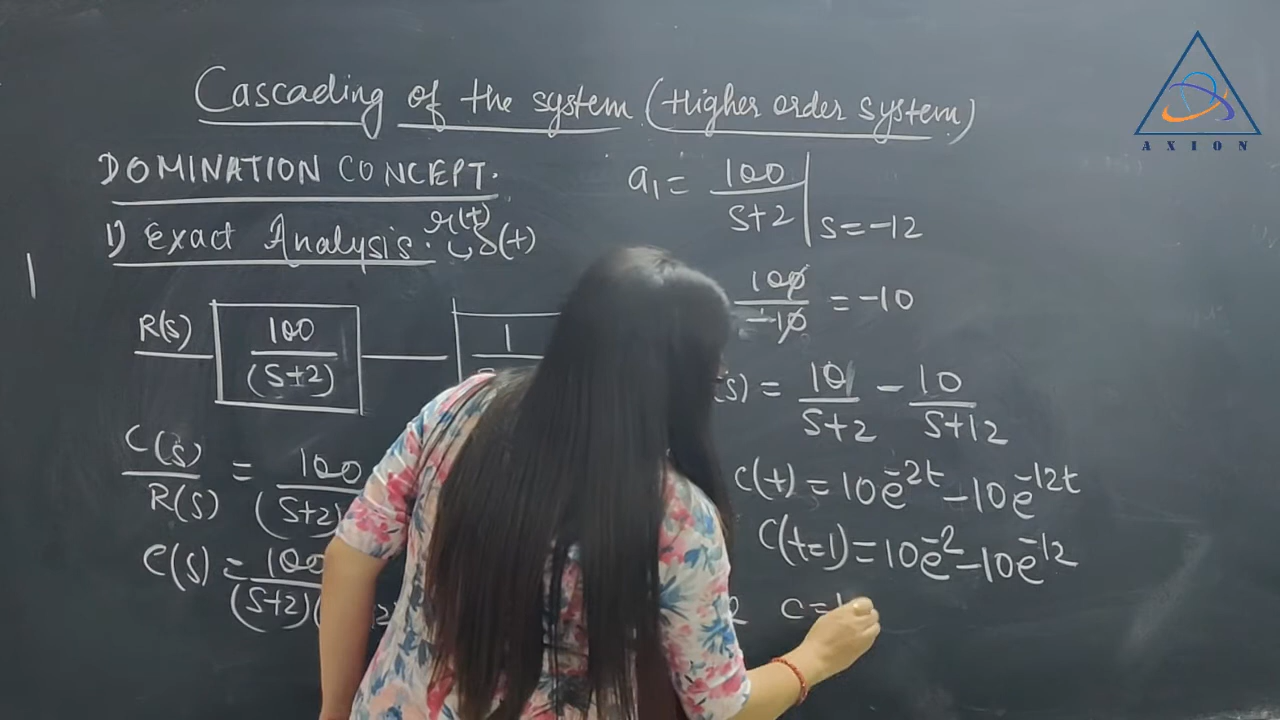 Cascading of the system (Higher order system)
DOMINATION CONCEPT.
1) Exact Analysis. r(t)
↳ δ(t)
R(s) 100/(s+2) 1
C(s)/R(s) = 100/(s+2)
C(s) = 100/(s+2)(
a₁ = 100/s+2 | s=-12
100/-10 = -10
(s) = 10/s+2 - 10/s+12
c(t) = 10e^-2t - 10e^-12t
C(t=1) = 10e^-2 - 10e^-12
2 C=1
AXION